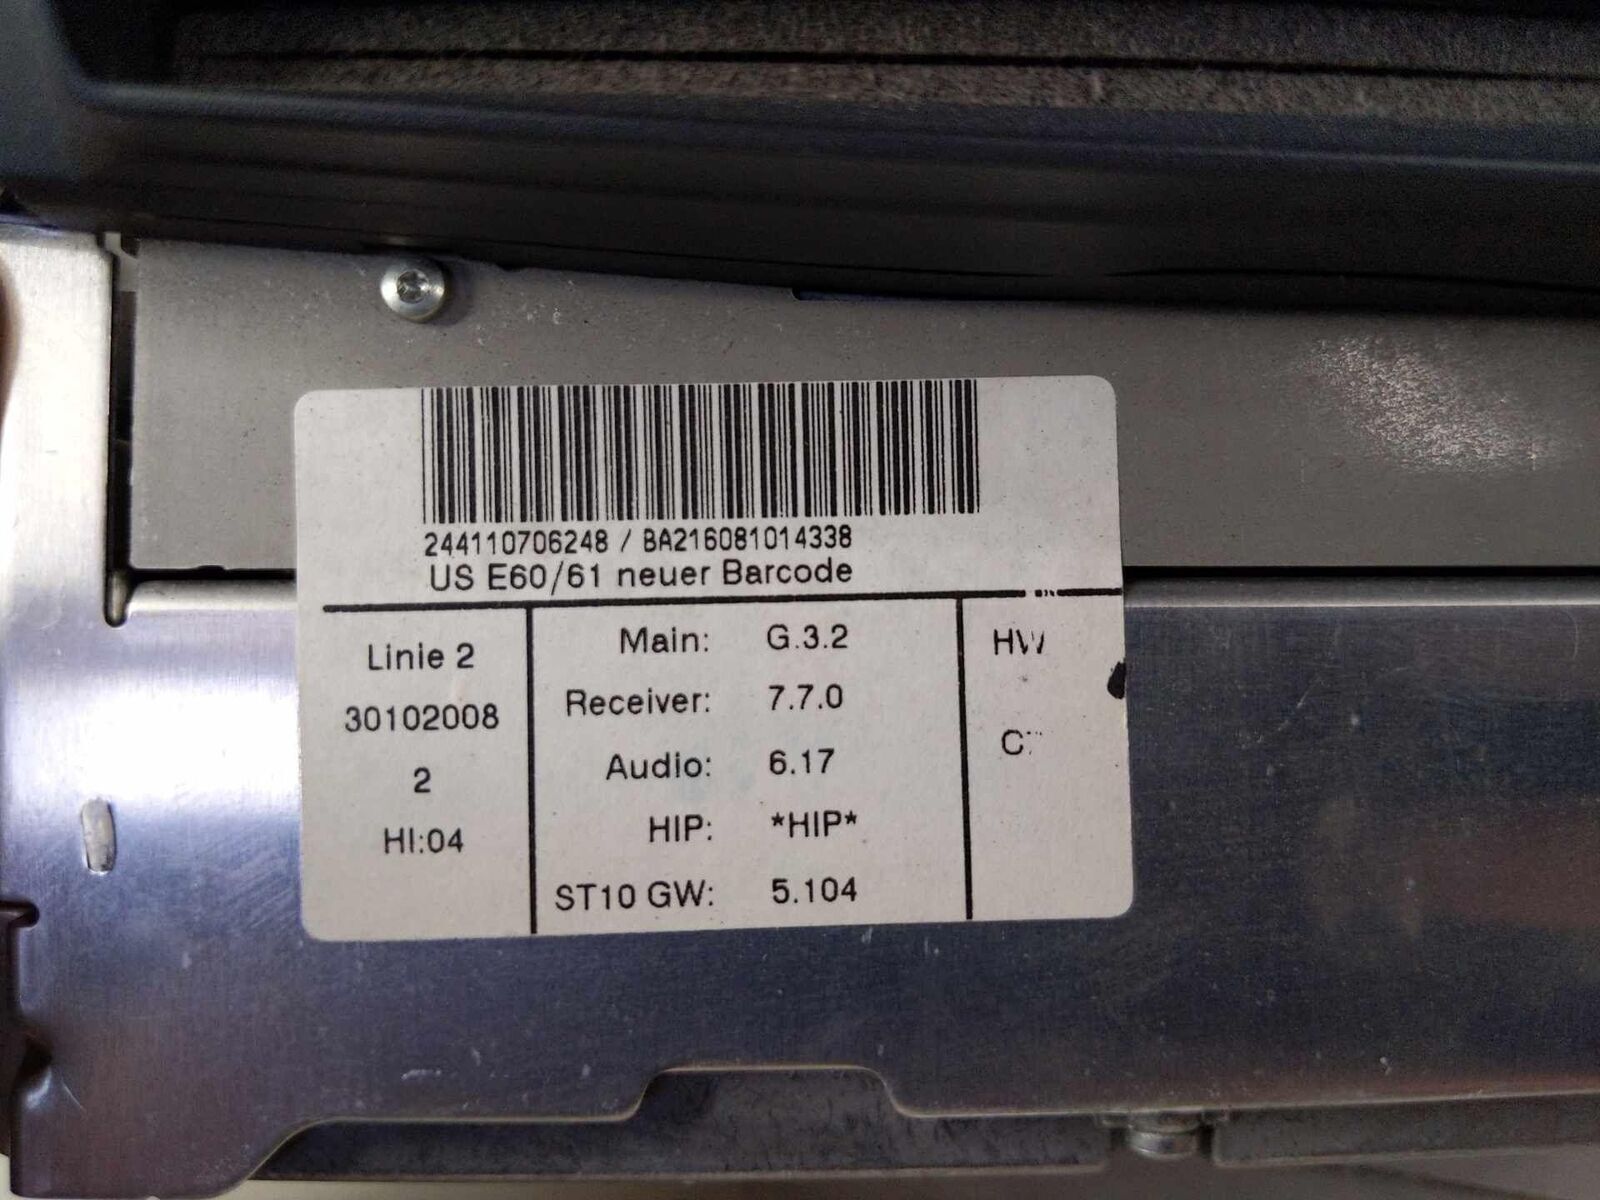 244110706248 / BA216081014338
US E60/61 neuer Barcode
Linie 2
30102008
2
HI:04
Main: G.3.2
Receiver: 7.7.0
Audio: 6.17
HIP: *HIP*
ST10 GW: 5.104
HW